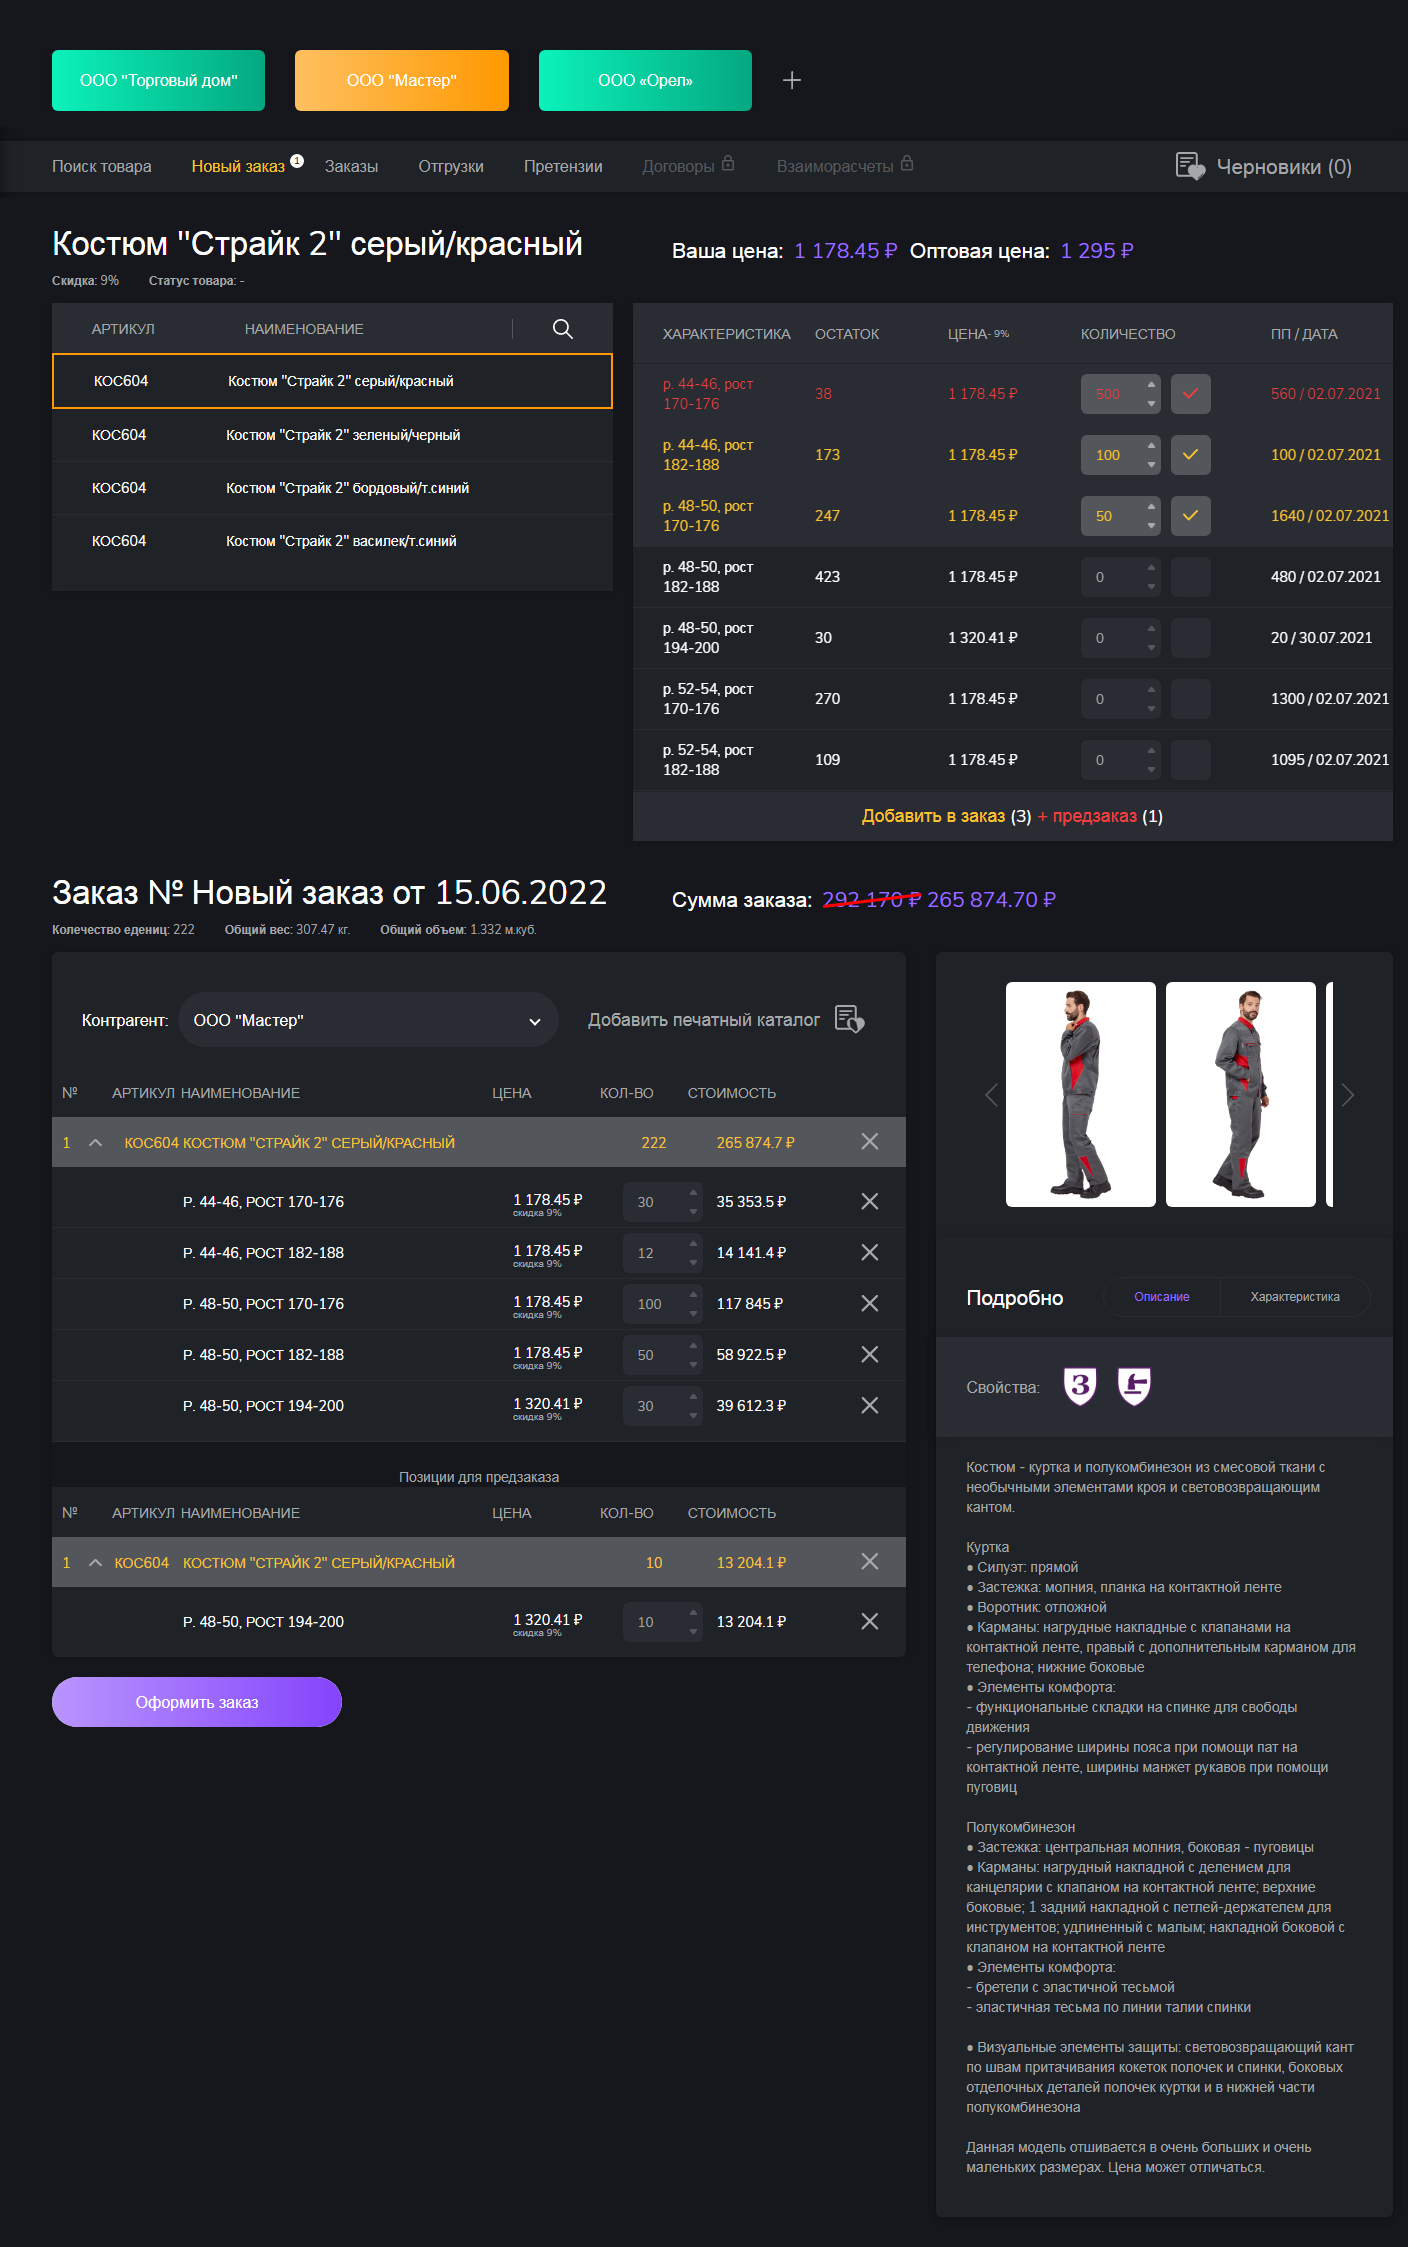 ООО "Торговый дом"
ООО "Мастер"
ООО «Орел»
Поиск товара
Новый заказ 1
Заказы
Отгрузки
Претензии
Договоры
Взаиморасчеты
Черновики (0)
Костюм "Страйк 2" серый/красный
Скидка: 9% Статус товара: -
Ваша цена: 1 178.45 ₽ Оптовая цена: 1 295 ₽
АРТИКУЛ НАИМЕНОВАНИЕ
КОС604 Костюм "Страйк 2" серый/красный
КОС604 Костюм "Страйк 2" зеленый/черный
КОС604 Костюм "Страйк 2" бордовый/т.синий
КОС604 Костюм "Страйк 2" василек/т.синий
ХАРАКТЕРИСТИКА ОСТАТОК ЦЕНА- 9% КОЛИЧЕСТВО ПП / ДАТА
р. 44-46, рост
170-176 38 1 178.45 ₽ 500 560 / 02.07.2021
р. 44-46, рост
182-188 173 1 178.45 ₽ 100 100 / 02.07.2021
р. 48-50, рост
170-176 247 1 178.45 ₽ 50 1640 / 02.07.2021
р. 48-50, рост
182-188 423 1 178.45 ₽ 0 480 / 02.07.2021
р. 48-50, рост
194-200 30 1 320.41 ₽ 0 20 / 30.07.2021
р. 52-54, рост
170-176 270 1 178.45 ₽ 0 1300 / 02.07.2021
р. 52-54, рост
182-188 109 1 178.45 ₽ 0 1095 / 02.07.2021
Добавить в заказ (3) + предзаказ (1)
Заказ № Новый заказ от 15.06.2022
Колечество едениц: 222 Общий вес: 307.47 кг. Общий объем: 1.332 м.куб.
Сумма заказа: 292 170 ₽ 265 874.70 ₽
Контрагент: ООО "Мастер"
Добавить печатный каталог
№ АРТИКУЛ НАИМЕНОВАНИЕ ЦЕНА КОЛ-ВО СТОИМОСТЬ
1 КОС604 КОСТЮМ "СТРАЙК 2" СЕРЫЙ/КРАСНЫЙ 222 265 874.7 ₽
Р. 44-46, РОСТ 170-176 1 178.45 ₽ 30 35 353.5 ₽
скидка 9%
Р. 44-46, РОСТ 182-188 1 178.45 ₽ 12 14 141.4 ₽
скидка 9%
Р. 48-50, РОСТ 170-176 1 178.45 ₽ 100 117 845 ₽
скидка 9%
Р. 48-50, РОСТ 182-188 1 178.45 ₽ 50 58 922.5 ₽
скидка 9%
Р. 48-50, РОСТ 194-200 1 320.41 ₽ 30 39 612.3 ₽
скидка 9%
Позиции для предзаказа
№ АРТИКУЛ НАИМЕНОВАНИЕ ЦЕНА КОЛ-ВО СТОИМОСТЬ
1 КОС604 КОСТЮМ "СТРАЙК 2" СЕРЫЙ/КРАСНЫЙ 10 13 204.1 ₽
Р. 48-50, РОСТ 194-200 1 320.41 ₽ 10 13 204.1 ₽
скидка 9%
Оформить заказ
Подробно
Описание
Характеристика
Свойства: З
Костюм - куртка и полукомбинезон из смесовой ткани с
необычными элементами кроя и световозвращающим
кантом.
Куртка
● Силуэт: прямой
● Застежка: молния, планка на контактной ленте
● Воротник: отложной
● Карманы: нагрудные накладные с клапанами на
контактной ленте, правый с дополнительным карманом для
телефона; нижние боковые
● Элементы комфорта:
- функциональные складки на спинке для свободы
движения
- регулирование ширины пояса при помощи пат на
контактной ленте, ширины манжет рукавов при помощи
пуговиц
Полукомбинезон
● Застежка: центральная молния, боковая - пуговицы
● Карманы: нагрудный накладной с делением для
канцелярии с клапаном на контактной ленте; верхние
боковые; 1 задний накладной с петлей-держателем для
инструментов; удлиненный с малым; накладной боковой с
клапаном на контактной ленте
● Элементы комфорта:
- бретели с эластичной тесьмой
- эластичная тесьма по линии талии спинки
● Визуальные элементы защиты: световозвращающий кант
по швам притачивания кокеток полочек и спинки, боковых
отделочных деталей полочек куртки и в нижней части
полукомбинезона
Данная модель отшивается в очень больших и очень
маленьких размерах. Цена может отличаться.